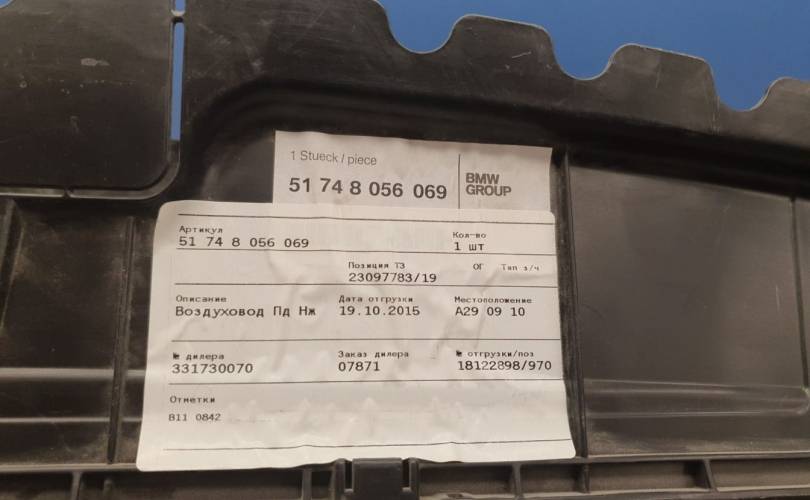 1 Stueck / piece
51 74 8 056 069
BMW
GROUP
Артикул
Кол-во
51 74 8 056 069
1 шт
Позиция ТЗ
ОГ
Тип з/ч
23097783/19
Описание
Дата отгрузки
Местоположение
Воздуховод Пд Нж
19.10.2015
A29 09 10
№ дилера
Заказ дилера
№ отгрузки/поз
331730070
07871
18122898/970
Отметки
B11 0842